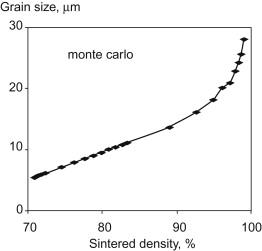 Grain size, μm
30
monte carlo
20
10
0
70 80 90 100
Sintered density, %